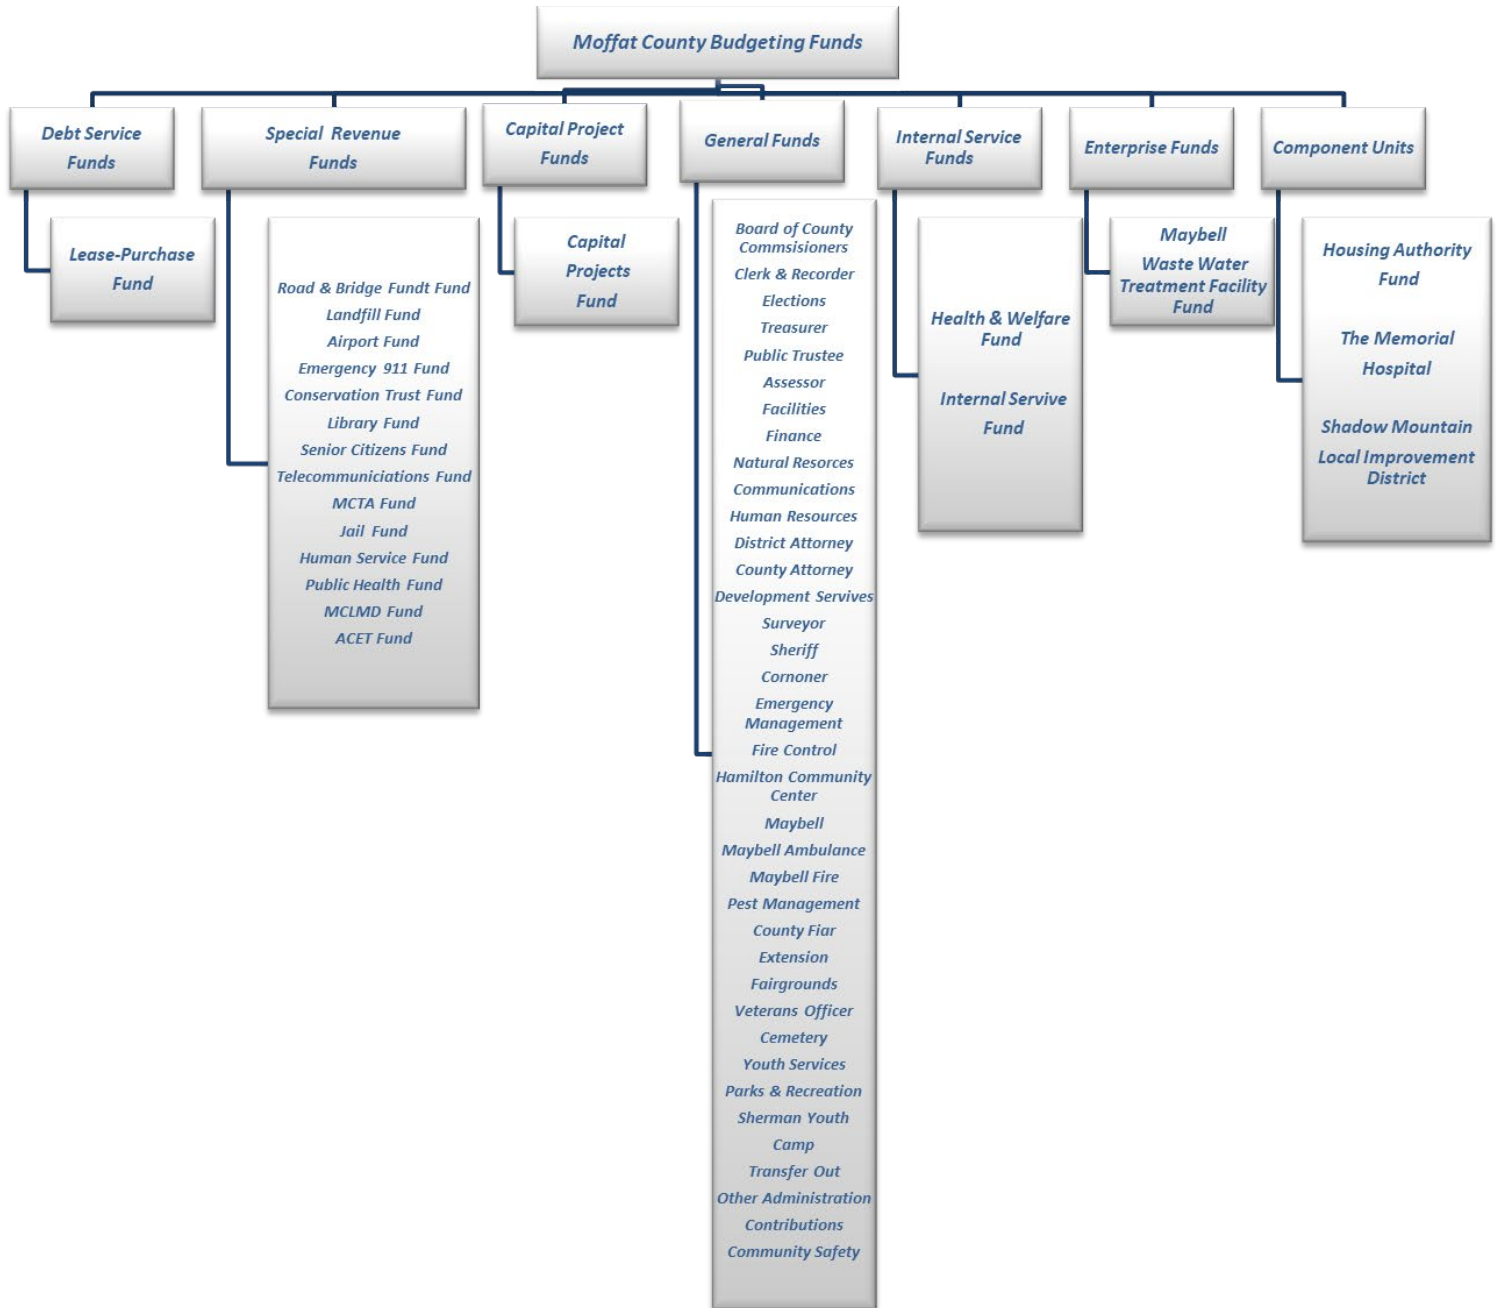 Moffat County Budgeting Funds
Debt Service
Funds
Special Revenue
Funds
Capital Project
Funds
General Funds
Internal Service
Funds
Enterprise Funds
Component Units
Lease-Purchase
Fund
Road & Bridge Fundt Fund
Landfill Fund
Airport Fund
Emergency 911 Fund
Conservation Trust Fund
Library Fund
Senior Citizens Fund
Telecommuniciations Fund
MCTA Fund
Jail Fund
Human Service Fund
Public Health Fund
MCLMD Fund
ACET Fund
Capital
Projects
Fund
Board of County
Commsisioners
Clerk & Recorder
Elections
Treasurer
Public Trustee
Assessor
Facilities
Finance
Natural Resorces
Communications
Human Resources
District Attorney
County Attorney
Development Servives
Surveyor
Sheriff
Cornoner
Emergency
Management
Fire Control
Hamilton Community
Center
Maybell
Maybell Ambulance
Maybell Fire
Pest Management
County Fiar
Extension
Fairgrounds
Veterans Officer
Cemetery
Youth Services
Parks & Recreation
Sherman Youth
Camp
Transfer Out
Other Administration
Contributions
Community Safety
Health & Welfare
Fund
Internal Servive
Fund
Maybell
Waste Water
Treatment Facility
Fund
Housing Authority
Fund
The Memorial
Hospital
Shadow Mountain
Local Improvement
District